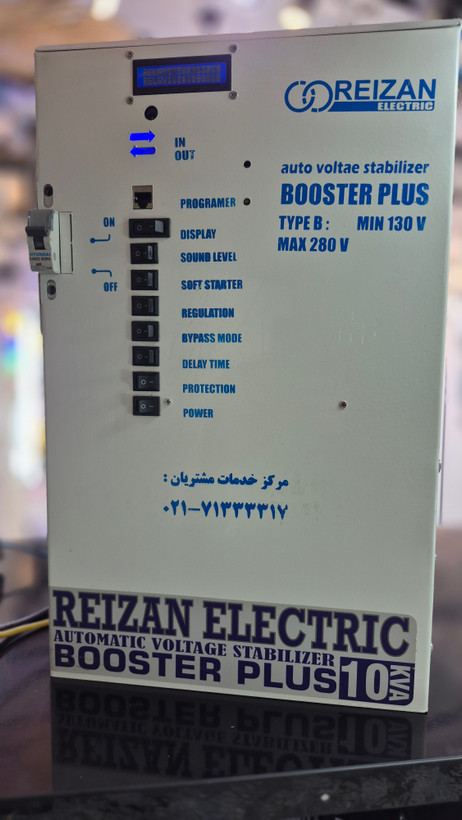 REIZAN
ELECTRIC
IN
OUT
auto voltae stabilizer
BOOSTER PLUS
TYPE B : MIN 130 V
MAX 280 V
PROGRAMER
ON
OFF
DISPLAY
SOUND LEVEL
SOFT STARTER
REGULATION
BYPASS MODE
DELAY TIME
PROTECTION
POWER
مرکز خدمات مشتریان :
۰۲۱-۷۱۳۳۳۳۱۷
REIZAN ELECTRIC
AUTOMATIC VOLTAGE STABILIZER
BOOSTER PLUS 10 KVA